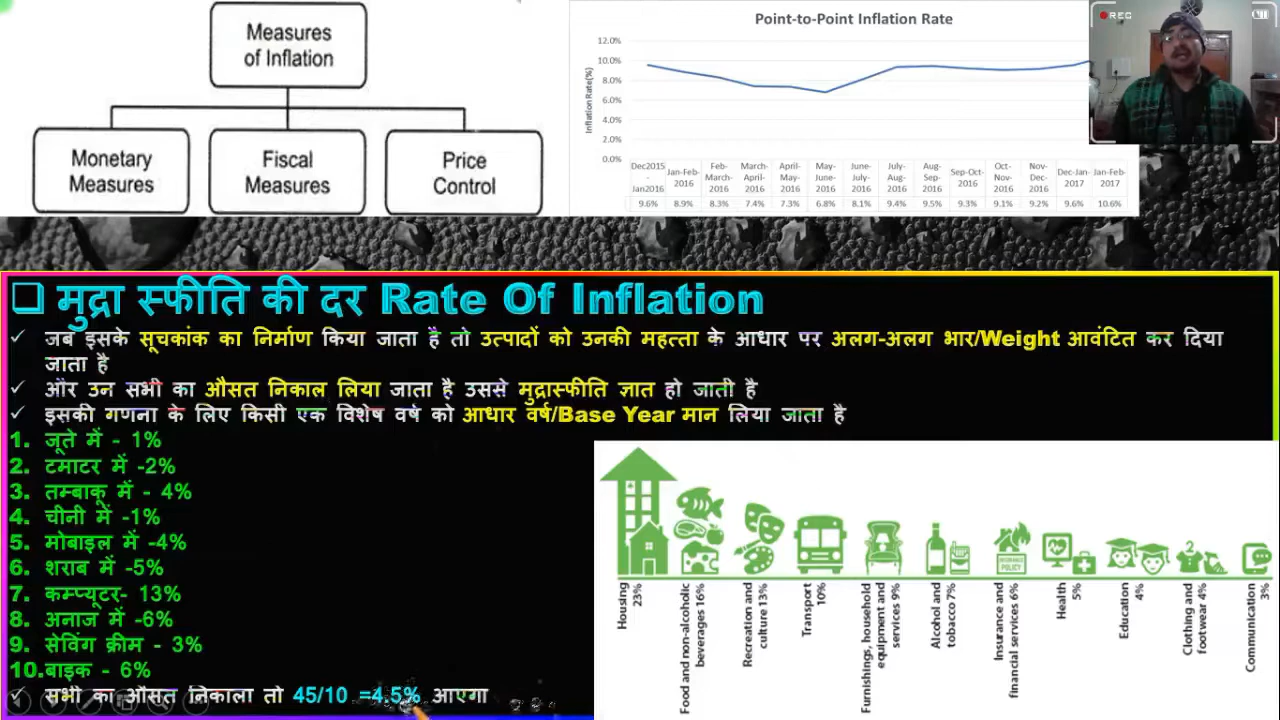 Measures
of Inflation
Monetary
Measures
Fiscal
Measures
Price
Control
Point-to-Point Inflation Rate
Inflation Rate(%)
12.0%
10.0%
8.0%
6.0%
4.0%
2.0%
0.0%
Dec2015 - Jan2016
Jan-Feb-2016
Feb-March-2016
March-April-2016
April-May-2016
May-June-2016
June-July-2016
July-Aug-2016
Aug-Sep-2016
Sep-Oct-2016
Oct-Nov-2016
Nov-Dec-2016
Dec-Jan-2017
Jan-Feb-2017
9.6% 8.9% 8.3% 7.4% 7.3% 6.8% 8.1% 9.4% 9.5% 9.3% 9.1% 9.2% 9.6% 10.6%
REC
❑ मुद्रा स्फीति की दर Rate Of Inflation
✓ जब इसके सूचकांक का निर्माण किया जाता है तो उत्पादों को उनकी महत्ता के आधार पर अलग-अलग भार/Weight आवंटित कर दिया
जाता है
✓ और उन सभी का औसत निकाल लिया जाता है उससे मुद्रास्फीति ज्ञात हो जाती है
✓ इसकी गणना के लिए किसी एक विशेष वर्ष को आधार वर्ष/Base Year मान लिया जाता है
1. जूते में - 1%
2. टमाटर में -2%
3. तम्बाकू में - 4%
4. चीनी में -1%
5. मोबाइल में -4%
6. शराब में -5%
7. कम्प्यूटर- 13%
8. अनाज में -6%
9. सेविंग क्रीम - 3%
10. बाइक - 6%
✓ सभी का औसत निकाला तो 45/10 =4.5% आएगा
Housing
23%
Food and non-alcoholic
beverages 16%
Recreation and
culture 13%
Transport
10%
Furnishings, household
equipment and
services 9%
Alcohol and
tobacco 7%
INSURANCE
POLICY
Insurance and
financial services 6%
Health
5%
Education
4%
2
Clothing and
footwear 4%
Communication
3%